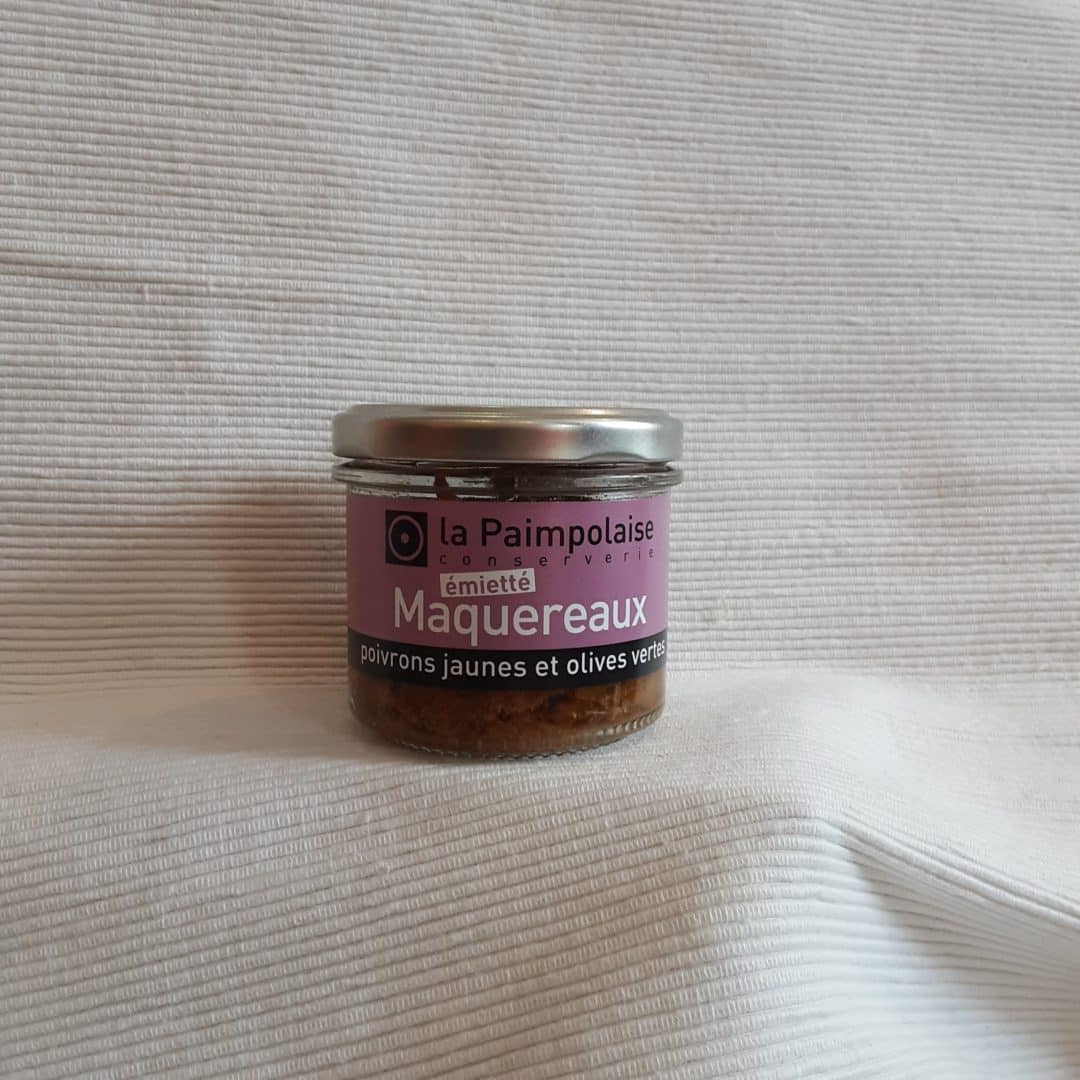 la Paimpolaise
conserverie
émietté
Maquereaux
poivrons jaunes et olives vertes